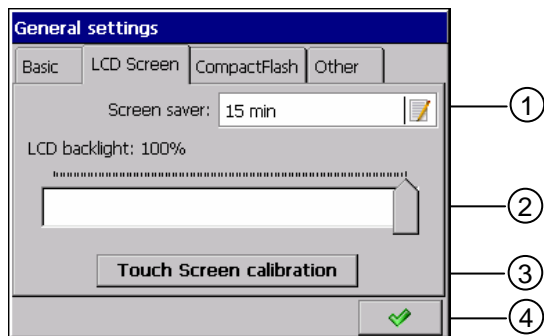 General settings
Basic LCD Screen CompactFlash Other
Screen saver: 15 min
1
LCD backlight: 100%
2
Touch Screen calibration
3
4